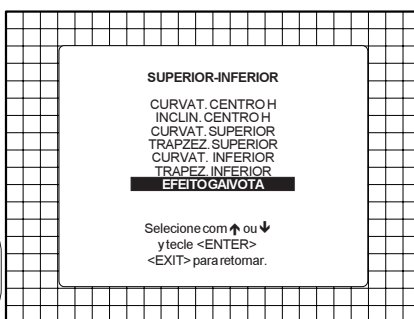 SUPERIOR-INFERIOR
CURVAT. CENTRO H
INCLIN. CENTRO H
CURVAT. SUPERIOR
TRAPZEZ. SUPERIOR
CURVAT. INFERIOR
TRAPEZ. INFERIOR
EFEITO GAIVOTA
Selecione com ↑ ou ↓
y tecle <ENTER>
<EXIT> para retomar.